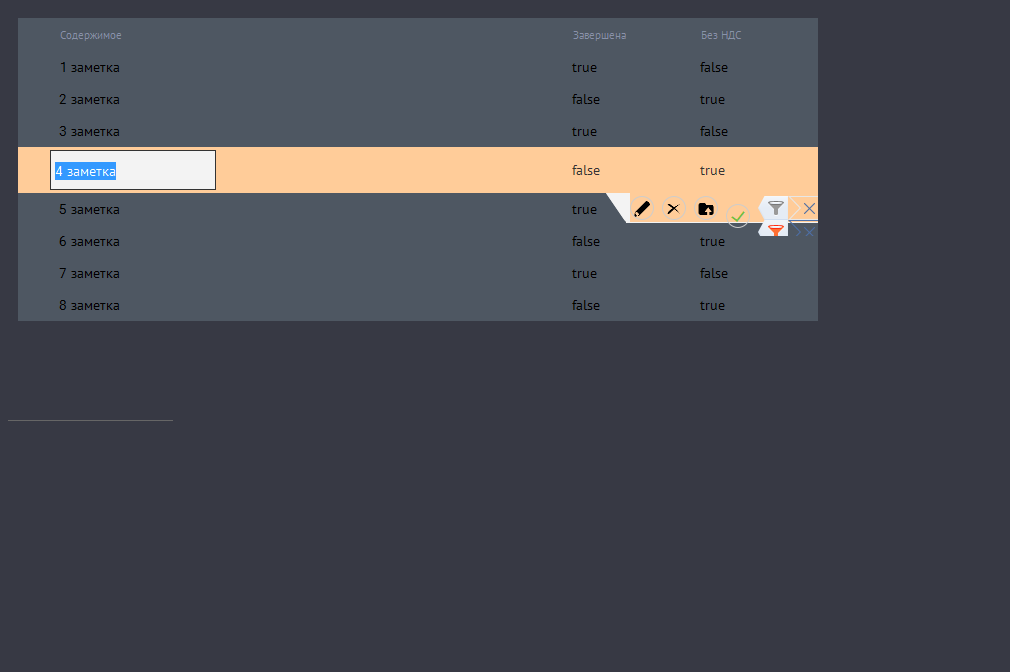 Содержимое Завершена Без НДС
1 заметка true false
2 заметка false true
3 заметка true false
4 заметка false true
5 заметка true
6 заметка false true
7 заметка true false
8 заметка false true